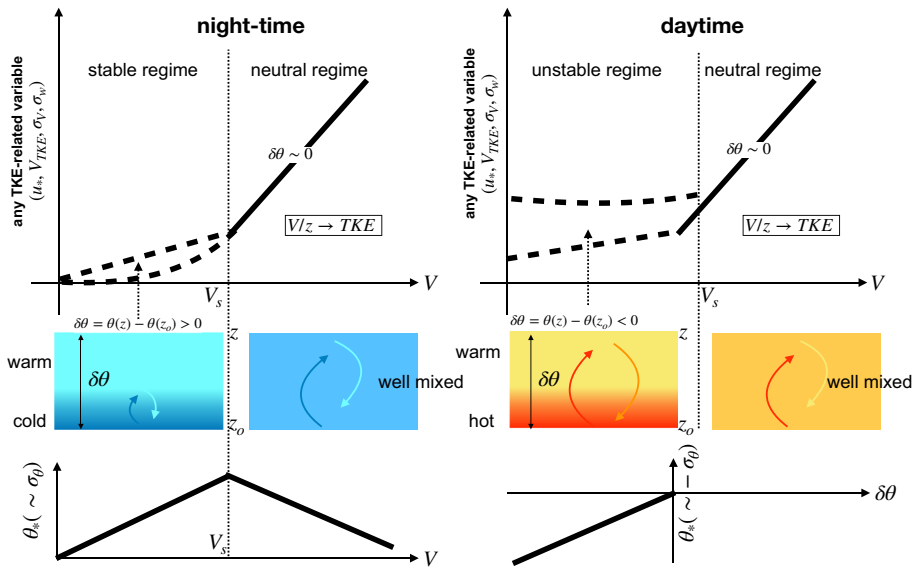 night-time
stable regime
neutral regime
any TKE-related variable
(u*, V_TKE, σ_V, σ_w)
δθ ∼ 0
V/z → TKE
V_s
V
δθ = θ(z) − θ(z_o) > 0
z
warm
δθ
cold
z_o
well mixed
θ*( ∼ σ_θ)
V_s
V
daytime
unstable regime
neutral regime
any TKE-related variable
(u*, V_TKE, σ_V, σ_w)
δθ ∼ 0
V/z → TKE
V_s
V
δθ = θ(z) − θ(z_o) < 0
z
warm
δθ
hot
z_o
well mixed
θ*( ∼ − σ_θ)
δθ